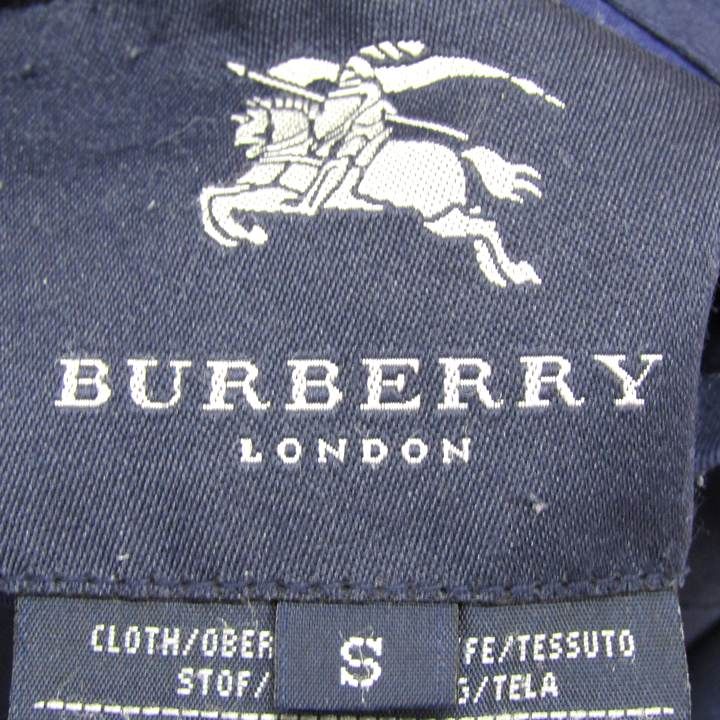 BURBERRY
LONDON
CLOTH/OBER
S
FE/TESSUTO
STOF/
S/TELA